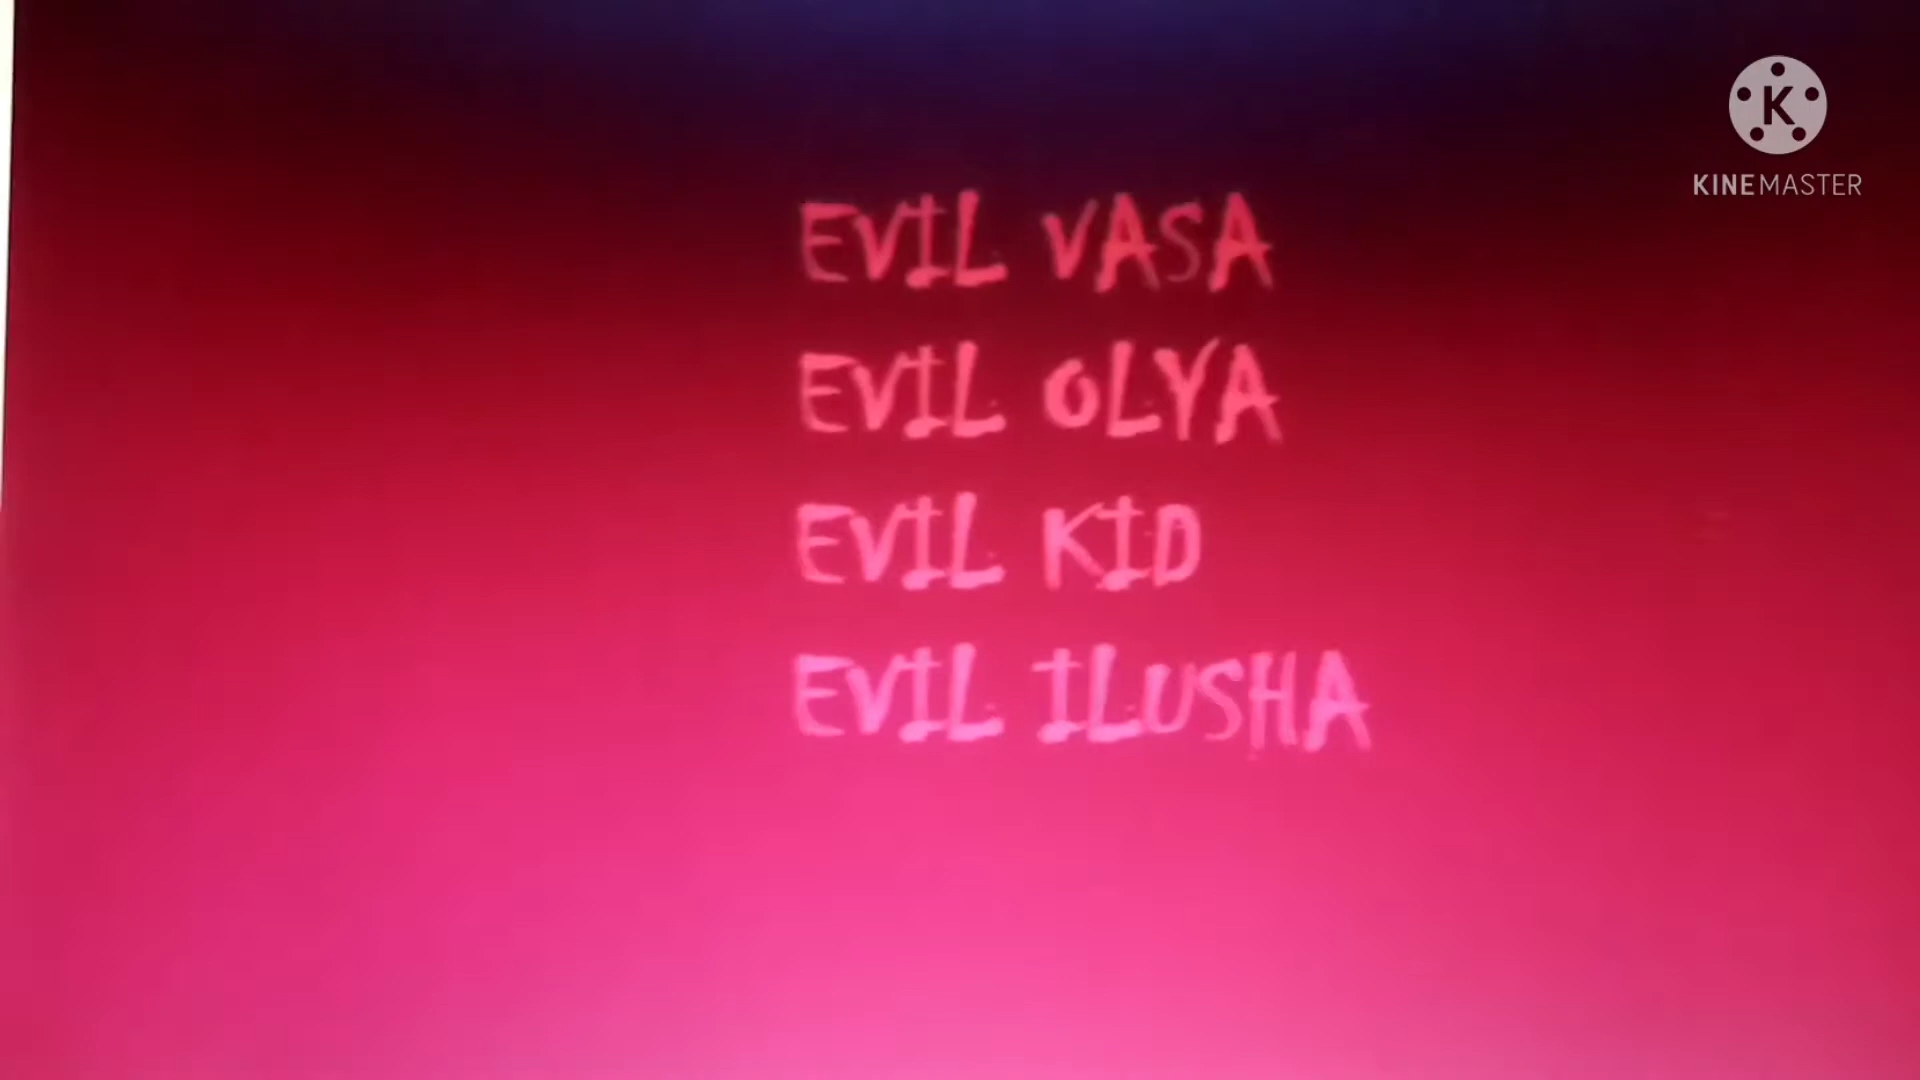 EVIL VASA
EVIL OLYA
EVIL KID
EVIL ILUSHA
K
KINEMASTER